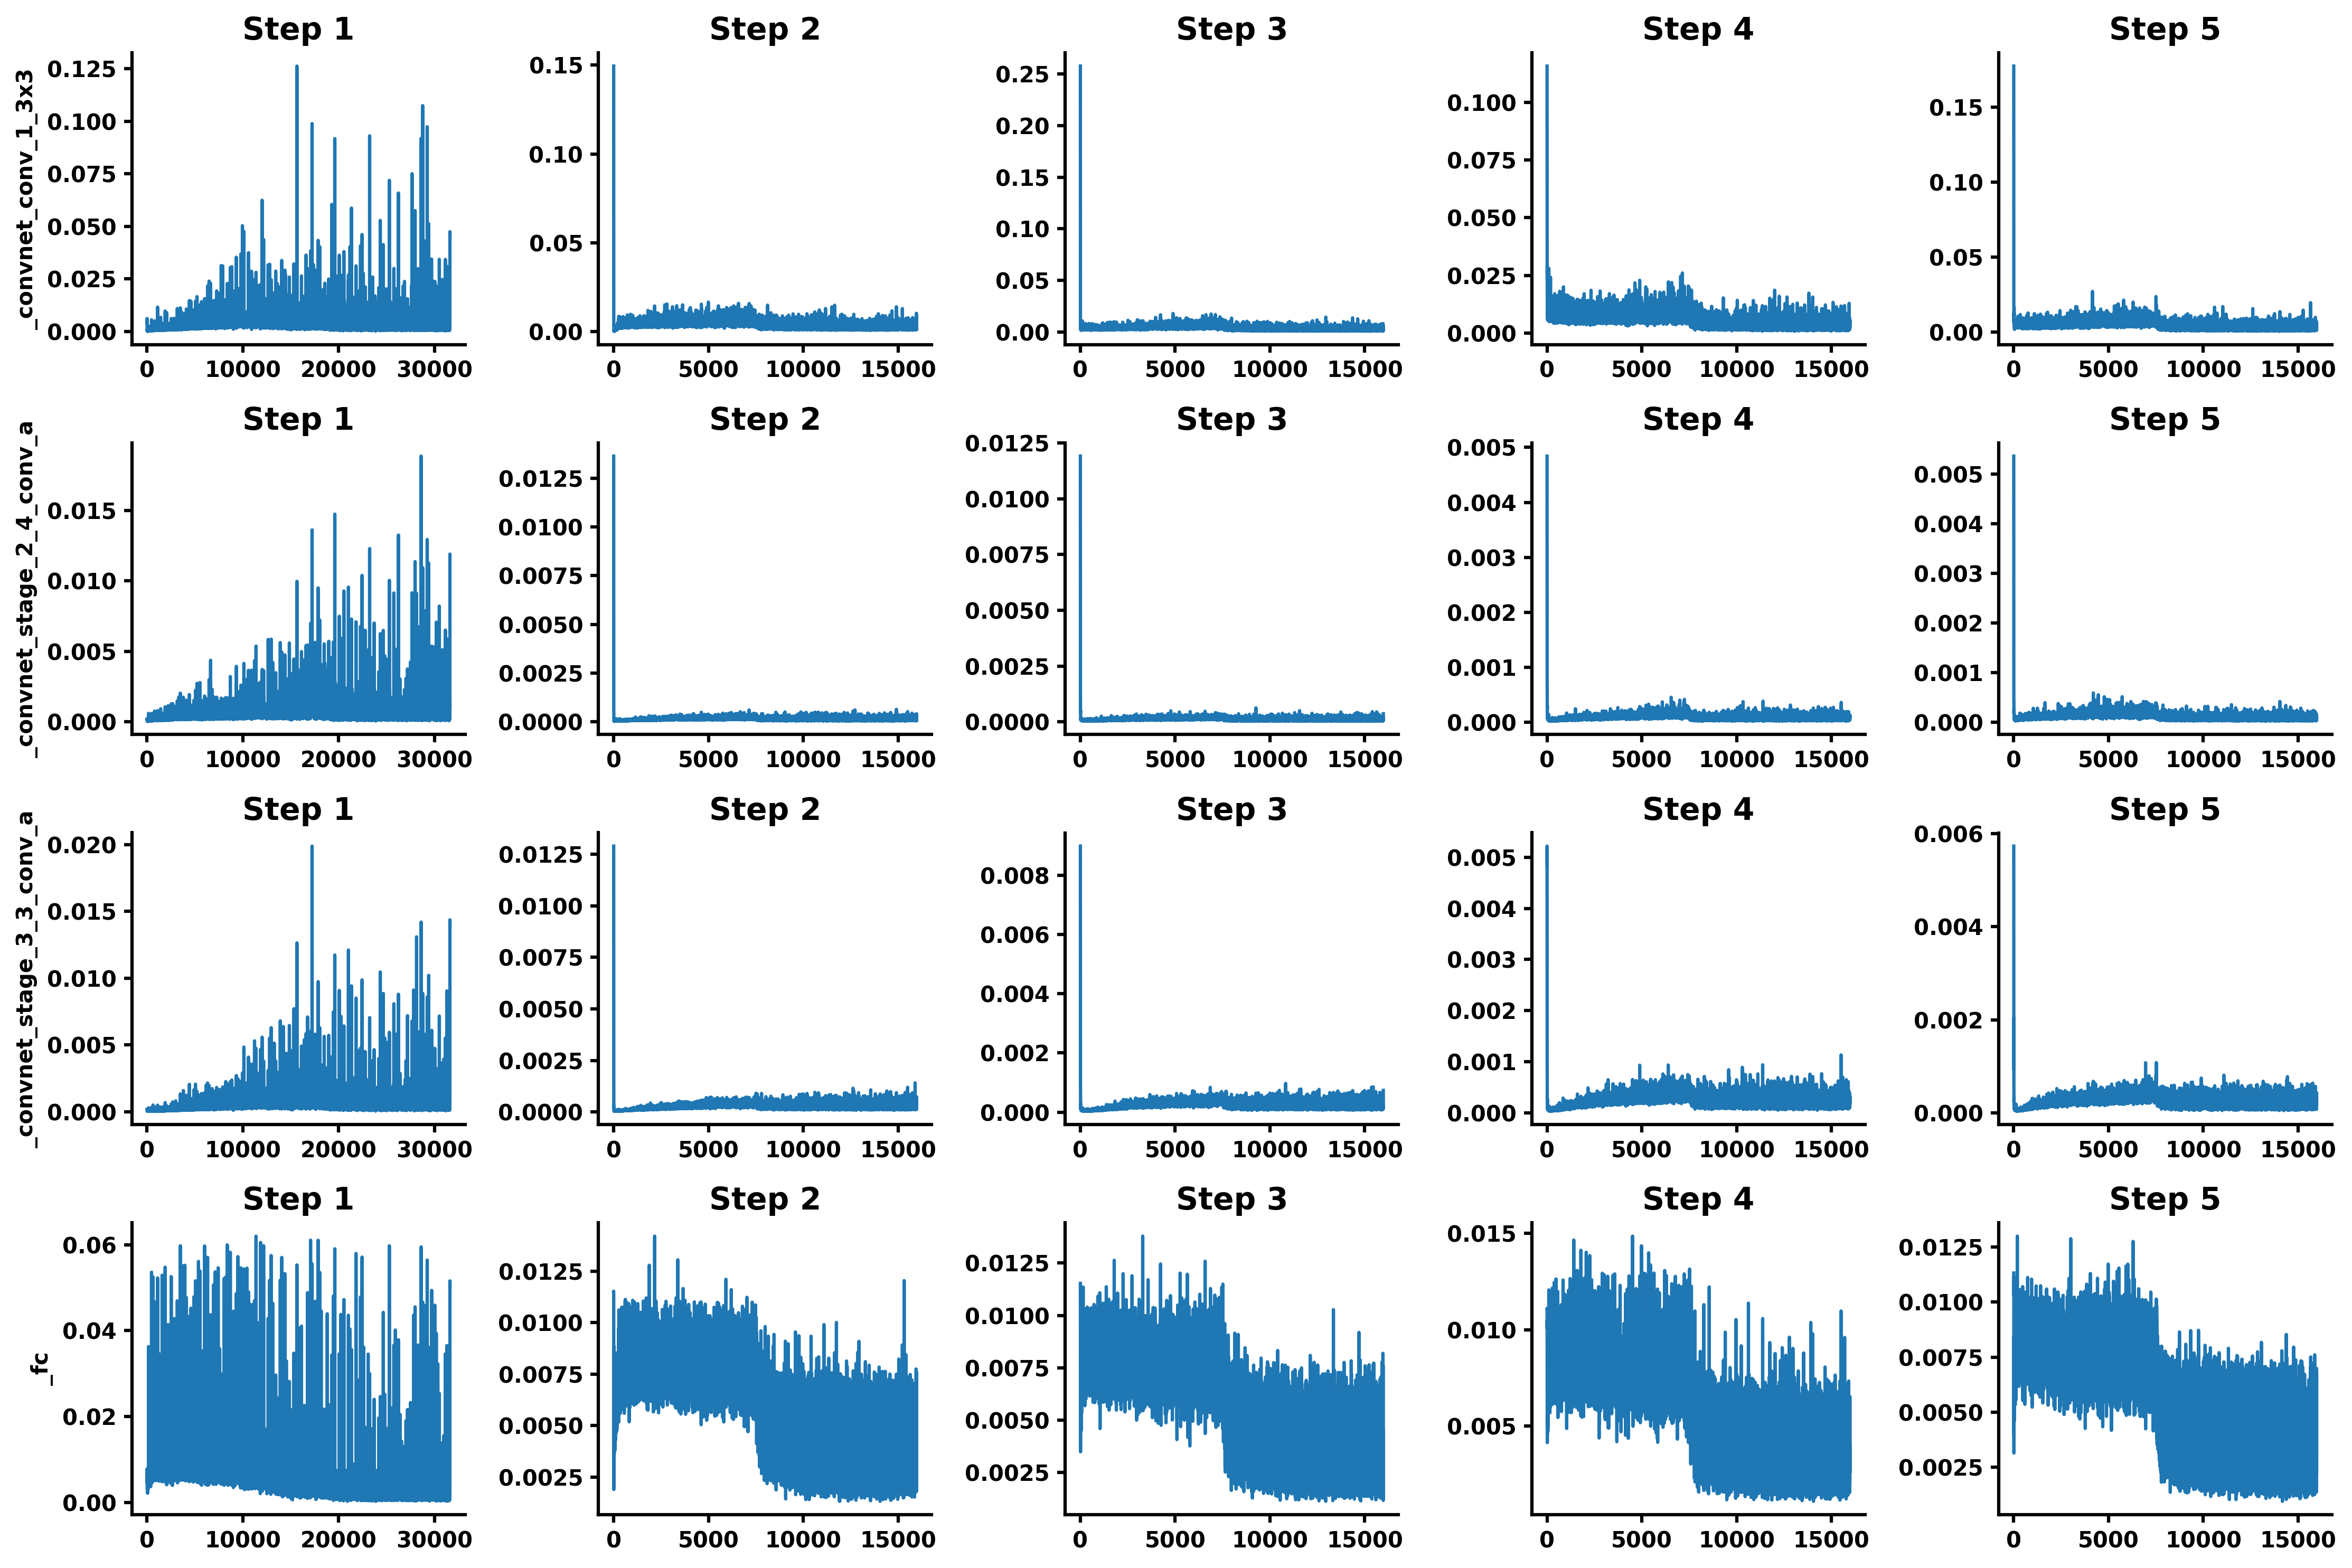 Step 1 Step 2 Step 3 Step 4 Step 5
_convnet_conv_1_3x3
0.125 0.100 0.075 0.050 0.025 0.000
0 10000 20000 30000
0.15 0.10 0.05 0.00
0 5000 10000 15000
0.25 0.20 0.15 0.10 0.05 0.00
0 5000 10000 15000
0.100 0.075 0.050 0.025 0.000
0 5000 10000 15000
0.15 0.10 0.05 0.00
0 5000 10000 15000
Step 1 Step 2 Step 3 Step 4 Step 5
_convnet_stage_2_4_conv_a
0.015 0.010 0.005 0.000
0 10000 20000 30000
0.0125 0.0100 0.0075 0.0050 0.0025 0.0000
0 5000 10000 15000
0.0125 0.0100 0.0075 0.0050 0.0025 0.0000
0 5000 10000 15000
0.005 0.004 0.003 0.002 0.001 0.000
0 5000 10000 15000
0.005 0.004 0.003 0.002 0.001 0.000
0 5000 10000 15000
Step 1 Step 2 Step 3 Step 4 Step 5
_convnet_stage_3_3_conv_a
0.020 0.015 0.010 0.005 0.000
0 10000 20000 30000
0.0125 0.0100 0.0075 0.0050 0.0025 0.0000
0 5000 10000 15000
0.008 0.006 0.004 0.002 0.000
0 5000 10000 15000
0.005 0.004 0.003 0.002 0.001 0.000
0 5000 10000 15000
0.006 0.004 0.002 0.000
0 5000 10000 15000
Step 1 Step 2 Step 3 Step 4 Step 5
_fc
0.06 0.04 0.02 0.00
0 10000 20000 30000
0.0125 0.0100 0.0075 0.0050 0.0025
0 5000 10000 15000
0.0125 0.0100 0.0075 0.0050 0.0025
0 5000 10000 15000
0.015 0.010 0.005
0 5000 10000 15000
0.0125 0.0100 0.0075 0.0050 0.0025
0 5000 10000 15000